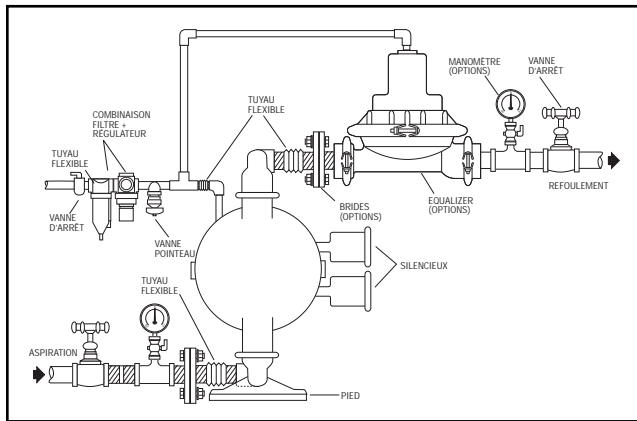 MANOMÈTRE
(OPTIONS)
VANNE
D'ARRÊT
COMBINAISON
FILTRE +
RÉGULATEUR
TUYAU
FLEXIBLE
TUYAU
FLEXIBLE
VANNE
D'ARRÊT
VANNE
POINTEAU
BRIDES
(OPTIONS)
EQUALIZER
(OPTIONS)
REFOULEMENT
SILENCIEUX
TUYAU
FLEXIBLE
ASPIRATION
PIED